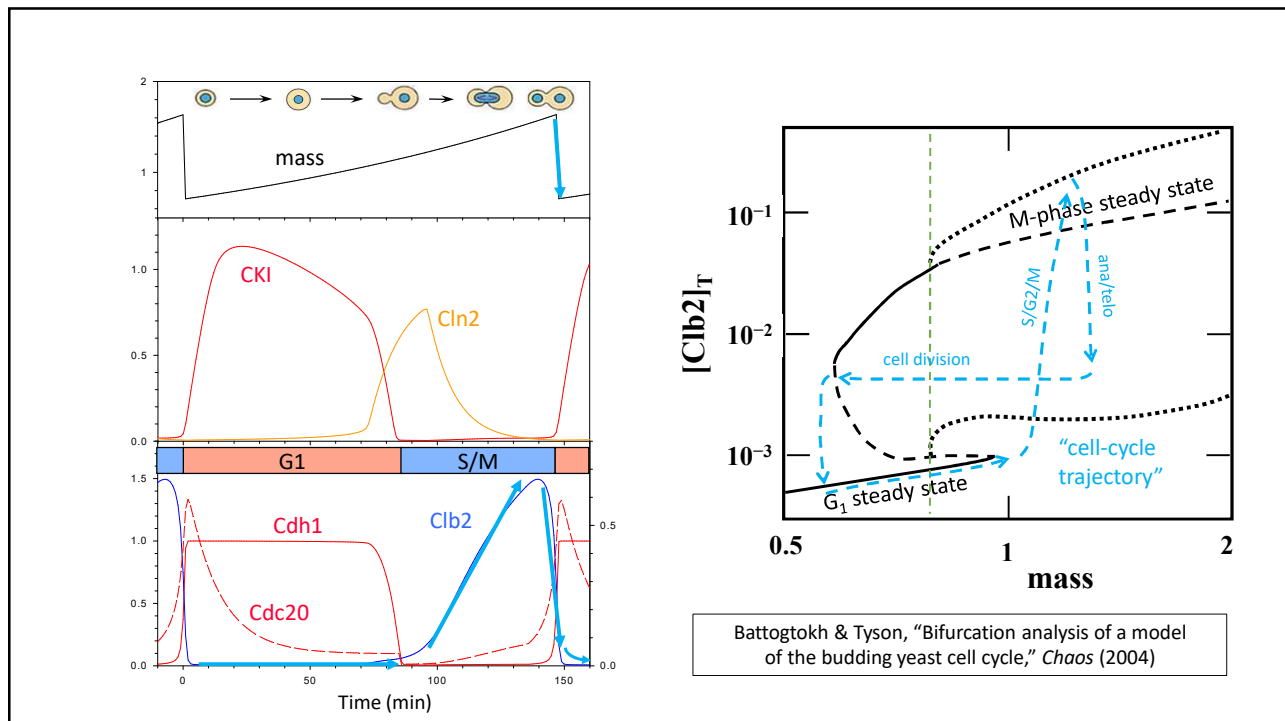 2
1
mass
1.0
0.5
0.0
CKI
Cln2
G1
S/M
1.5
1.0
0.5
0.0
0.5
0.0
Cdh1
Clb2
Cdc20
0
50
100
150
Time (min)
[Clb2]T
10−1
10−2
10−3
M-phase steady state
S/G2/M
ana/telo
cell division
“cell-cycle
trajectory”
G1 steady state
0.5
1
2
mass
Battogtokh & Tyson, “Bifurcation analysis of a model
of the budding yeast cell cycle,” Chaos (2004)